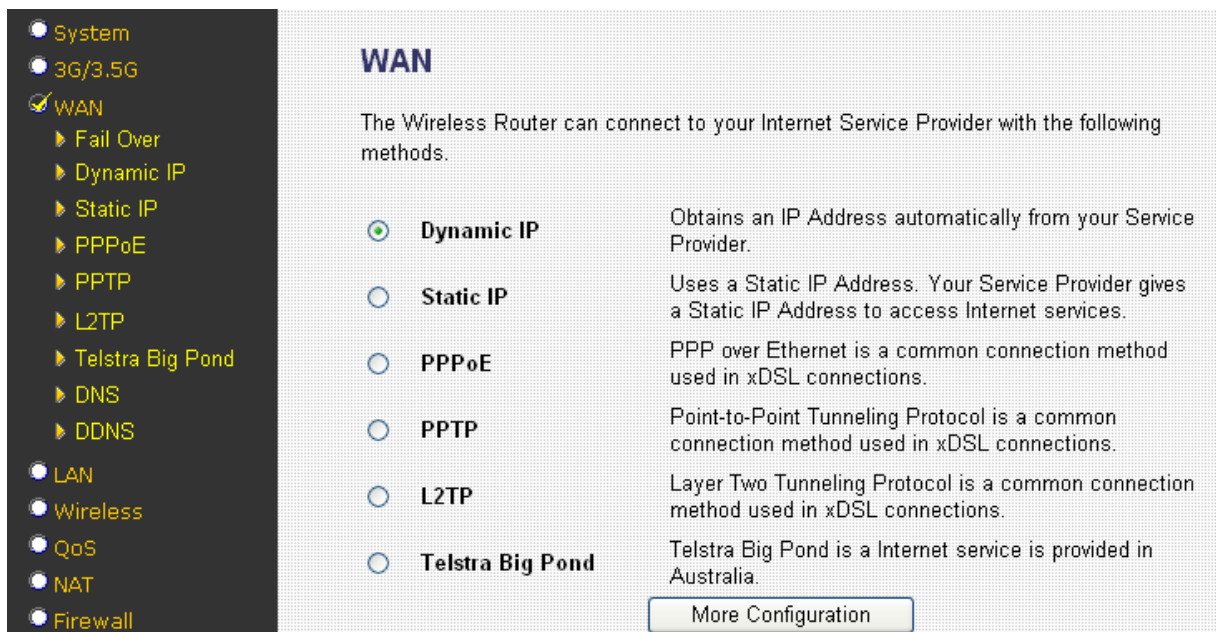 System
3G/3.5G
WAN
Fail Over
Dynamic IP
Static IP
PPPoE
PPTP
L2TP
Telstra Big Pond
DNS
DDNS
LAN
Wireless
QoS
NAT
Firewall
WAN
The Wireless Router can connect to your Internet Service Provider with the following
methods.
Dynamic IP
Obtains an IP Address automatically from your Service
Provider.
Static IP
Uses a Static IP Address. Your Service Provider gives
a Static IP Address to access Internet services.
PPPoE
PPP over Ethernet is a common connection method
used in xDSL connections.
PPTP
Point-to-Point Tunneling Protocol is a common
connection method used in xDSL connections.
L2TP
Layer Two Tunneling Protocol is a common connection
method used in xDSL connections.
Telstra Big Pond
Telstra Big Pond is a Internet service is provided in
Australia.
More Configuration